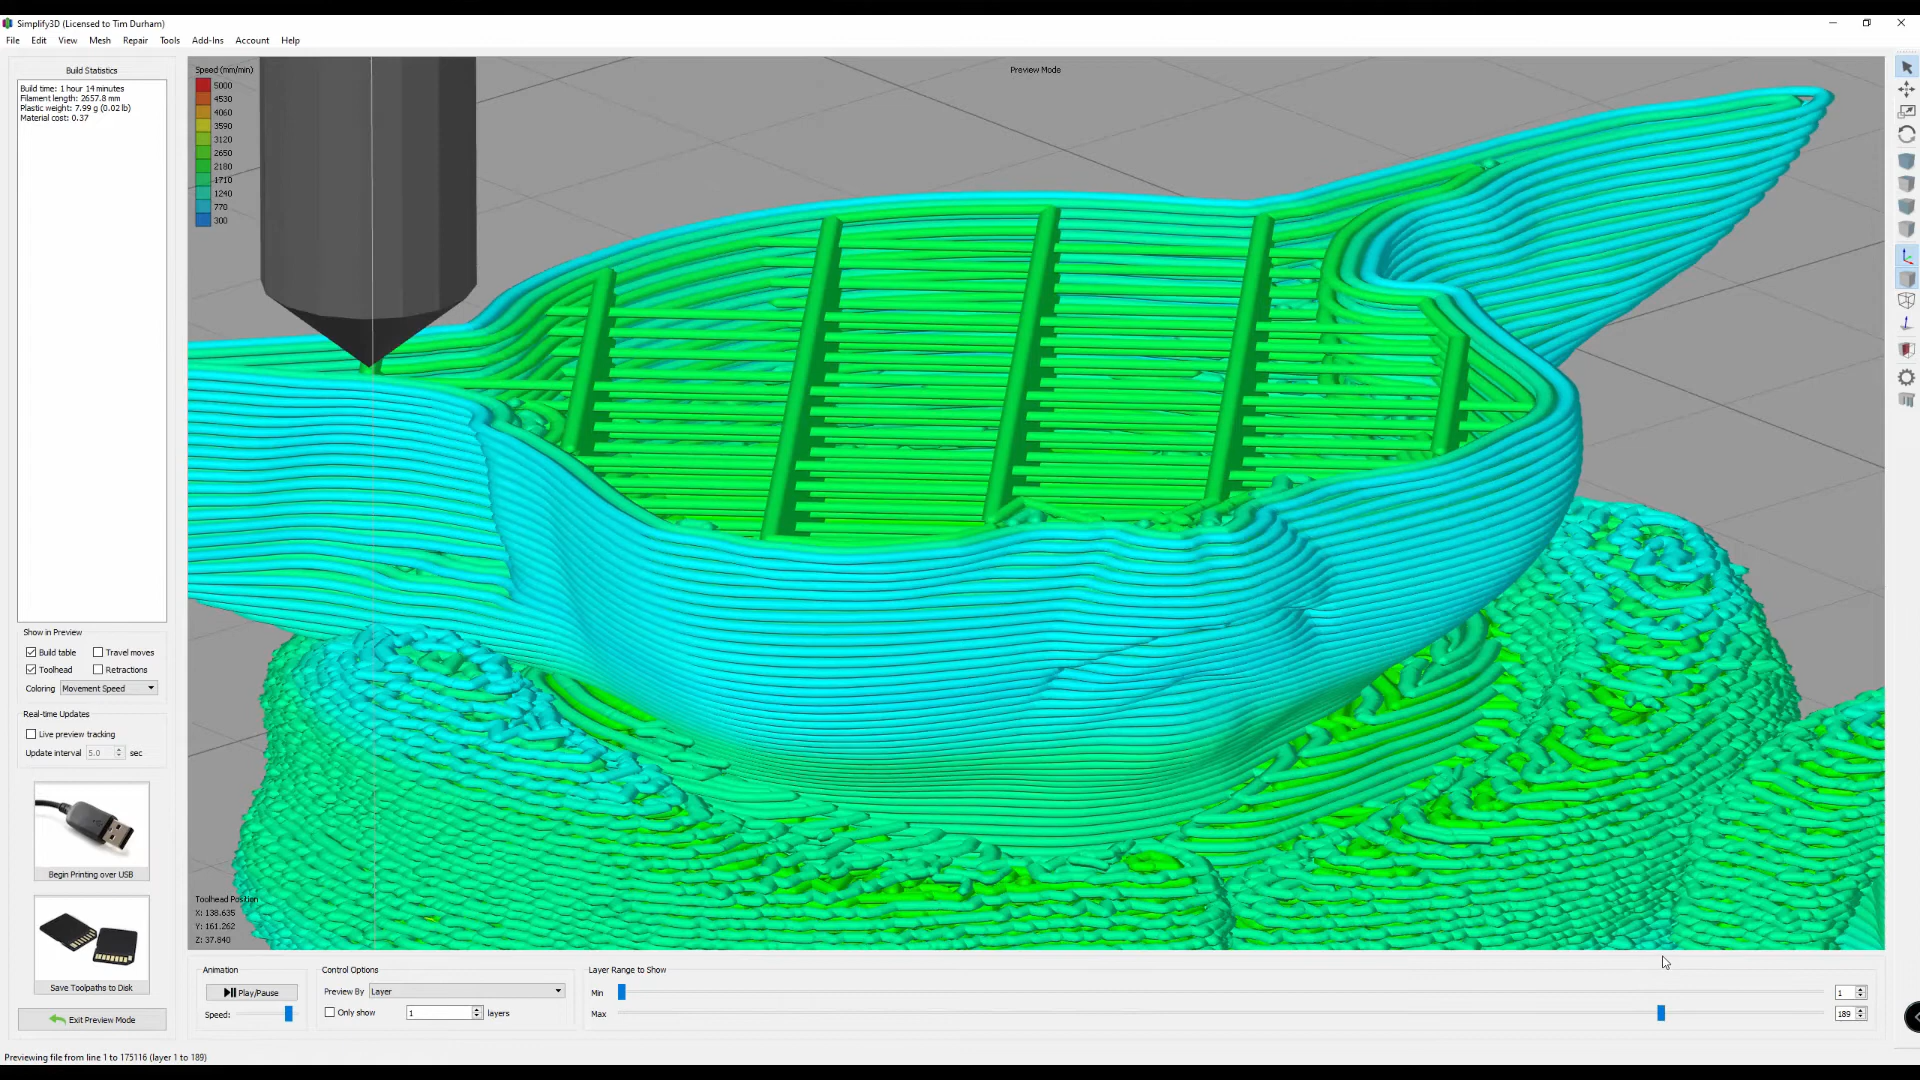 Simplify3D (Licensed to Tim Durham)
File Edit View Mesh Repair Tools Add-Ins Account Help
Build Statistics
Build time: 1 hour 14 minutes
Filament length: 2657.8 mm
Plastic weight: 7.99 g (0.02 lb)
Material cost: 0.37
Speed (mm/min)
5000
4530
4060
3590
3120
2650
2180
1710
1240
770
300
Preview Mode
Show in Preview
Build table Travel moves
Toolhead Retractions
Coloring Movement Speed
Real-time Updates
Live preview tracking
Update interval 5.0 sec
Begin Printing over USB
Save Toolpaths to Disk
Exit Preview Mode
Toolhead Position
X: 138.635
Y: 161.262
Z: 37.840
Animation
Play/Pause
Speed:
Control Options
Preview By Layer
Only show 1 layers
Layer Range to Show
Min 1
Max 189
Previewing file from line 1 to 175116 (layer 1 to 189)